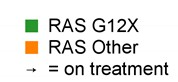 RAS G12X
RAS Other
→ = on treatment